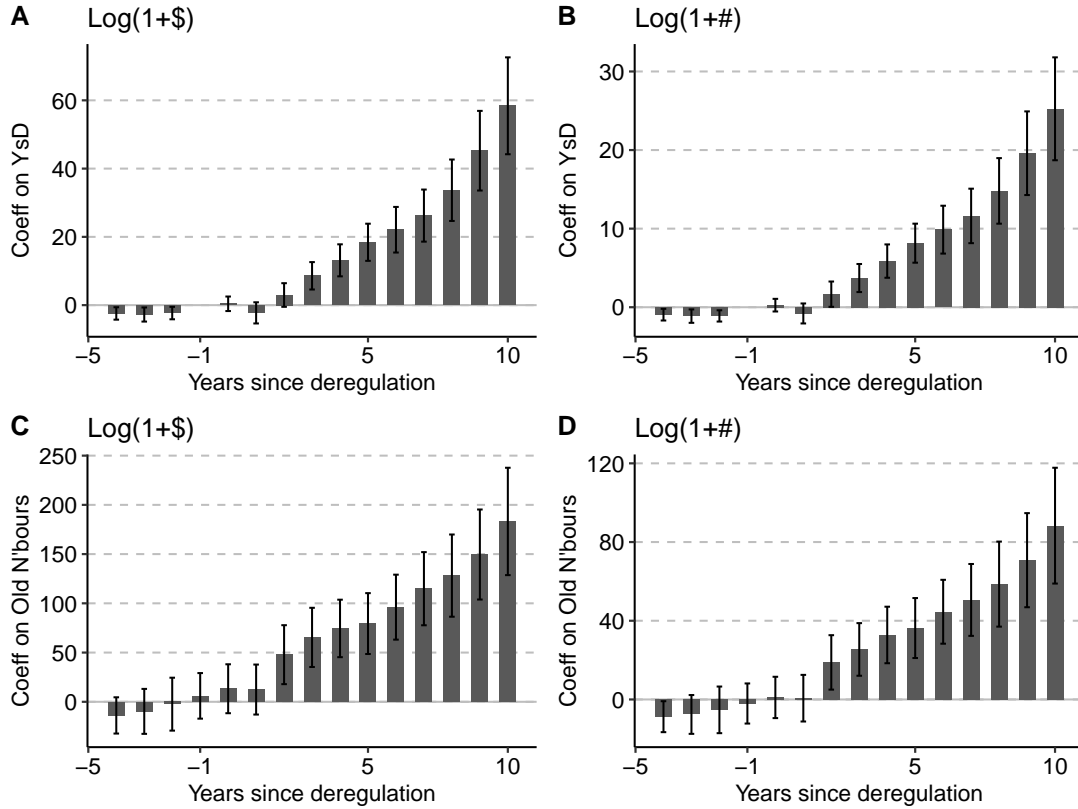 A Log(1+$)
60
40
20
0
Coeff on YsD
−5 −1 5 10
Years since deregulation
B Log(1+#)
30
20
10
0
Coeff on YsD
−5 −1 5 10
Years since deregulation
C Log(1+$)
250
200
150
100
50
0
Coeff on Old N'bours
−5 −1 5 10
Years since deregulation
D Log(1+#)
120
80
40
0
Coeff on Old N'bours
−5 −1 5 10
Years since deregulation